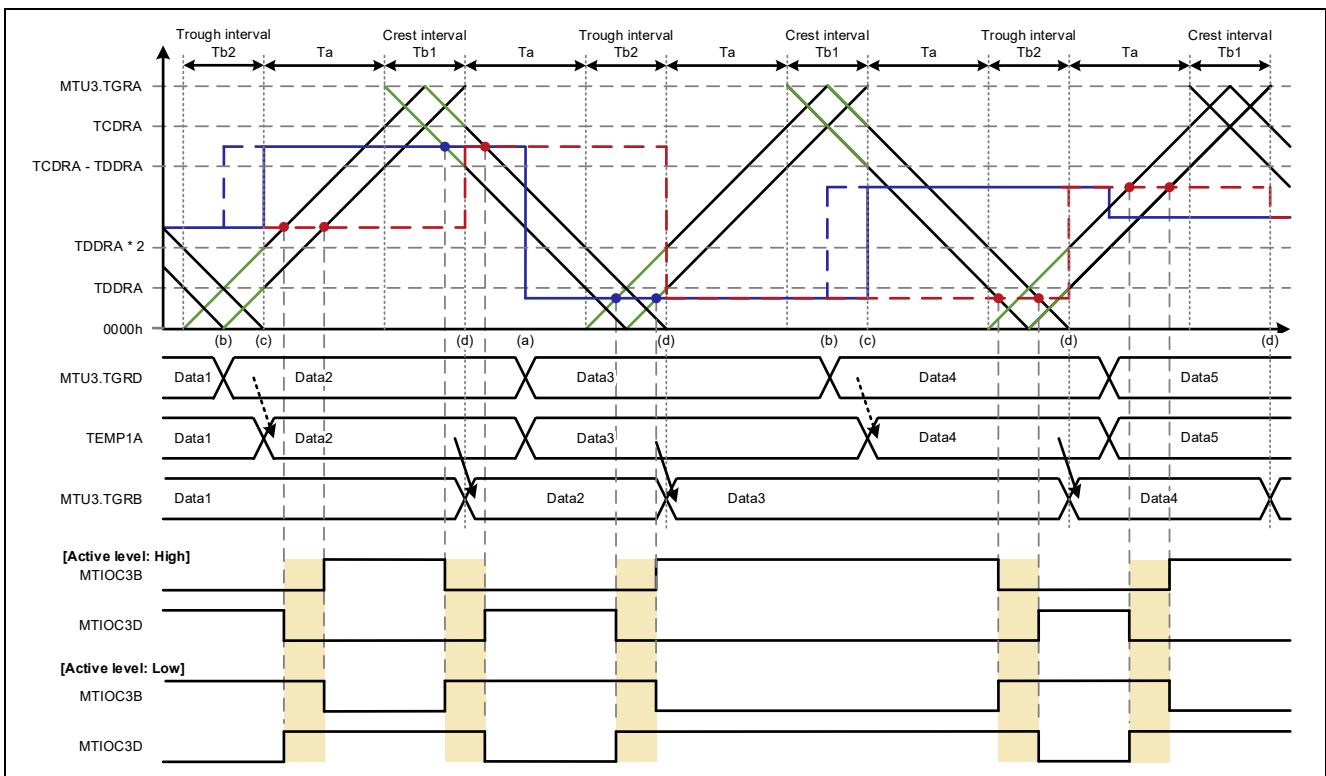 Trough interval Crest interval Trough interval Crest interval Trough interval Crest interval
Tb2 Ta Tb1 Ta Tb2 Ta Tb1 Ta Tb2 Ta Tb1
MTU3.TGRA
TCDRA
TCDRA - TDDRA
TDDRA * 2
TDDRA
0000h
(b) (c) (d) (a) (d) (b) (c) (d) (d)
MTU3.TGRD Data1 Data2 Data3 Data4 Data5
TEMP1A Data1 Data2 Data3 Data4 Data5
MTU3.TGRB Data1 Data2 Data3 Data4
[Active level: High]
MTIOC3B
MTIOC3D
[Active level: Low]
MTIOC3B
MTIOC3D